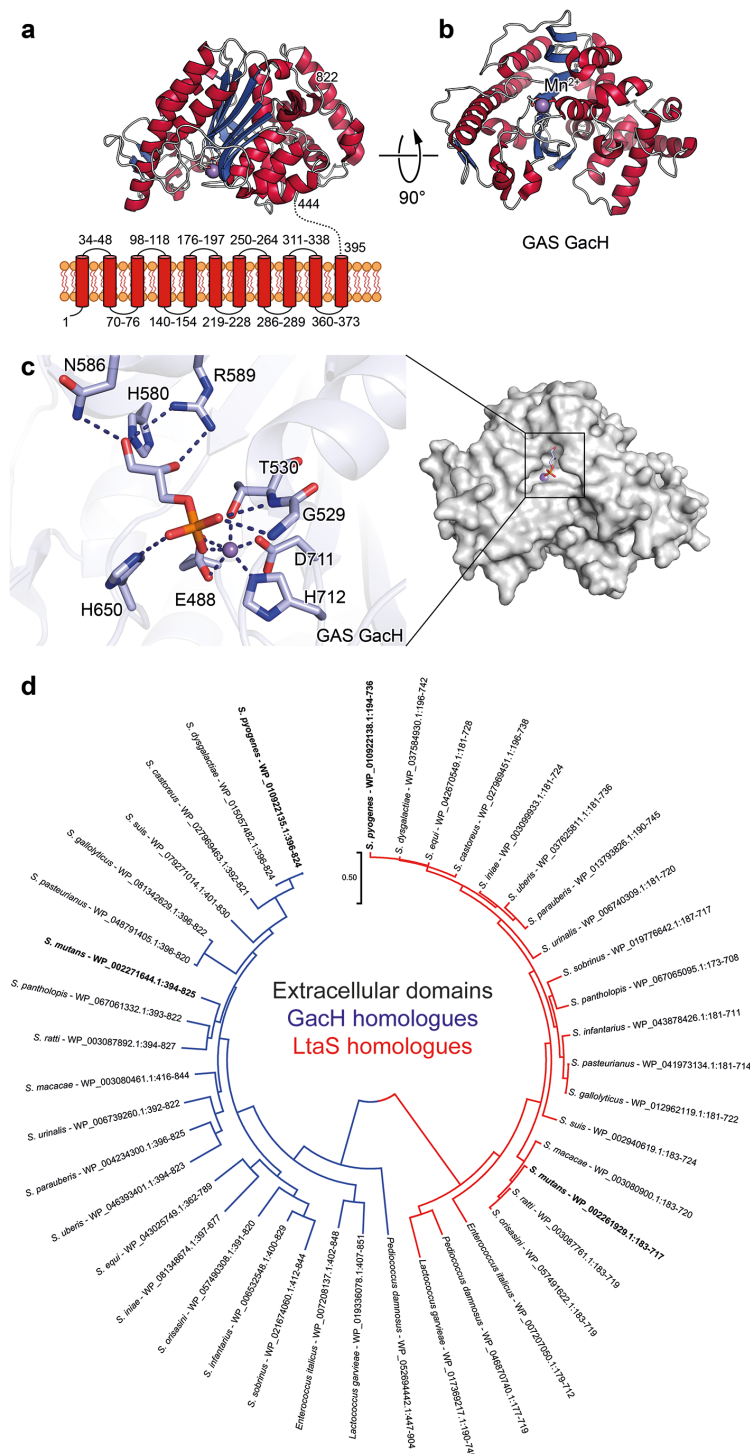 a
b
822
Mn2+
90°
444
GAS GacH
34-48
98-118
176-197
250-264
311-338
395
1
70-76
140-154
219-228
286-289
360-373
c
N586
H580
R589
T530
G529
D711
H712
E488
H650
GAS GacH
d
S. pyogenes - WP_010922135.1:396-824
S. dysgalactiae - WP_015057482.1:396-824
S. castoreus - WP_027969463.1:392-821
S. suis - WP_079271014.1:401-830
S. gallolyticus - WP_081342629.1:396-822
S. pasteurianus - WP_048791405.1:396-820
S. mutans - WP_002271644.1:394-825
S. pantholopis - WP_067061332.1:393-822
S. ratti - WP_003087892.1:394-827
S. macacae - WP_003080461.1:416-844
S. urinalis - WP_006739260.1:392-822
S. parauberis - WP_004234300.1:396-825
S. uberis - WP_046393401.1:394-823
S. equi - WP_043025749.1:362-789
S. iniae - WP_081348674.1:397-677
S. orisasini - WP_057490308.1:391-820
S. infantarius - WP_006532548.1:400-829
S. sobrinus - WP_021674060.1:412-844
Enterococcus italicus - WP_007208137.1:402-848
Lactococcus garvieae - WP_019336078.1:407-851
Pediococcus damnosus - WP_052694442.1:447-904
S. pyogenes - WP_010922138.1:194-736
S. dysgalactiae - WP_037584930.1:196-742
S. equi - WP_042670549.1:181-728
S. castoreus - WP_027969451.1:196-738
S. iniae - WP_003099933.1:181-724
S. uberis - WP_037625811.1:181-736
S. parauberis - WP_013793826.1:190-745
S. urinalis - WP_006740309.1:181-720
S. sobrinus - WP_019776642.1:187-717
S. pantholopis - WP_067065095.1:173-708
S. infantarius - WP_043878426.1:181-711
S. pasteurianus - WP_041973134.1:181-714
S. gallolyticus - WP_012962119.1:181-722
S. suis - WP_002940619.1:183-724
S. macacae - WP_003080900.1:183-720
S. mutans - WP_002261929.1:183-717
S. ratti - WP_003087761.1:183-719
S. orisasini - WP_057491622.1:183-719
Enterococcus italicus - WP_007207050.1:179-712
Pediococcus damnosus - WP_046870740.1:177-719
Lactococcus garvieae - WP_017369217.1:190-74
0.50
Extracellular domains
GacH homologues
LtaS homologues